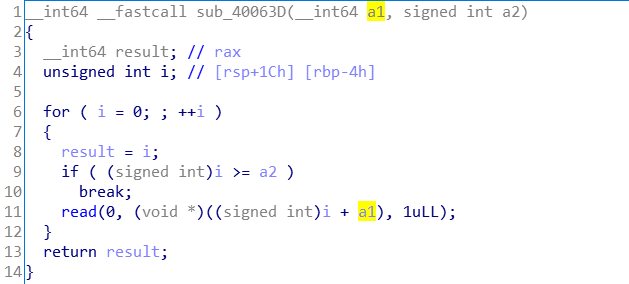 1 __int64 __fastcall sub_40063D(__int64 a1, signed int a2)
2 {
3   __int64 result; // rax
4   unsigned int i; // [rsp+1Ch] [rbp-4h]
5
6   for ( i = 0; ; ++i )
7   {
8     result = i;
9     if ( (signed int)i >= a2 )
10       break;
11     read(0, (void *)((signed int)i + a1), 1uLL);
12   }
13   return result;
14 }